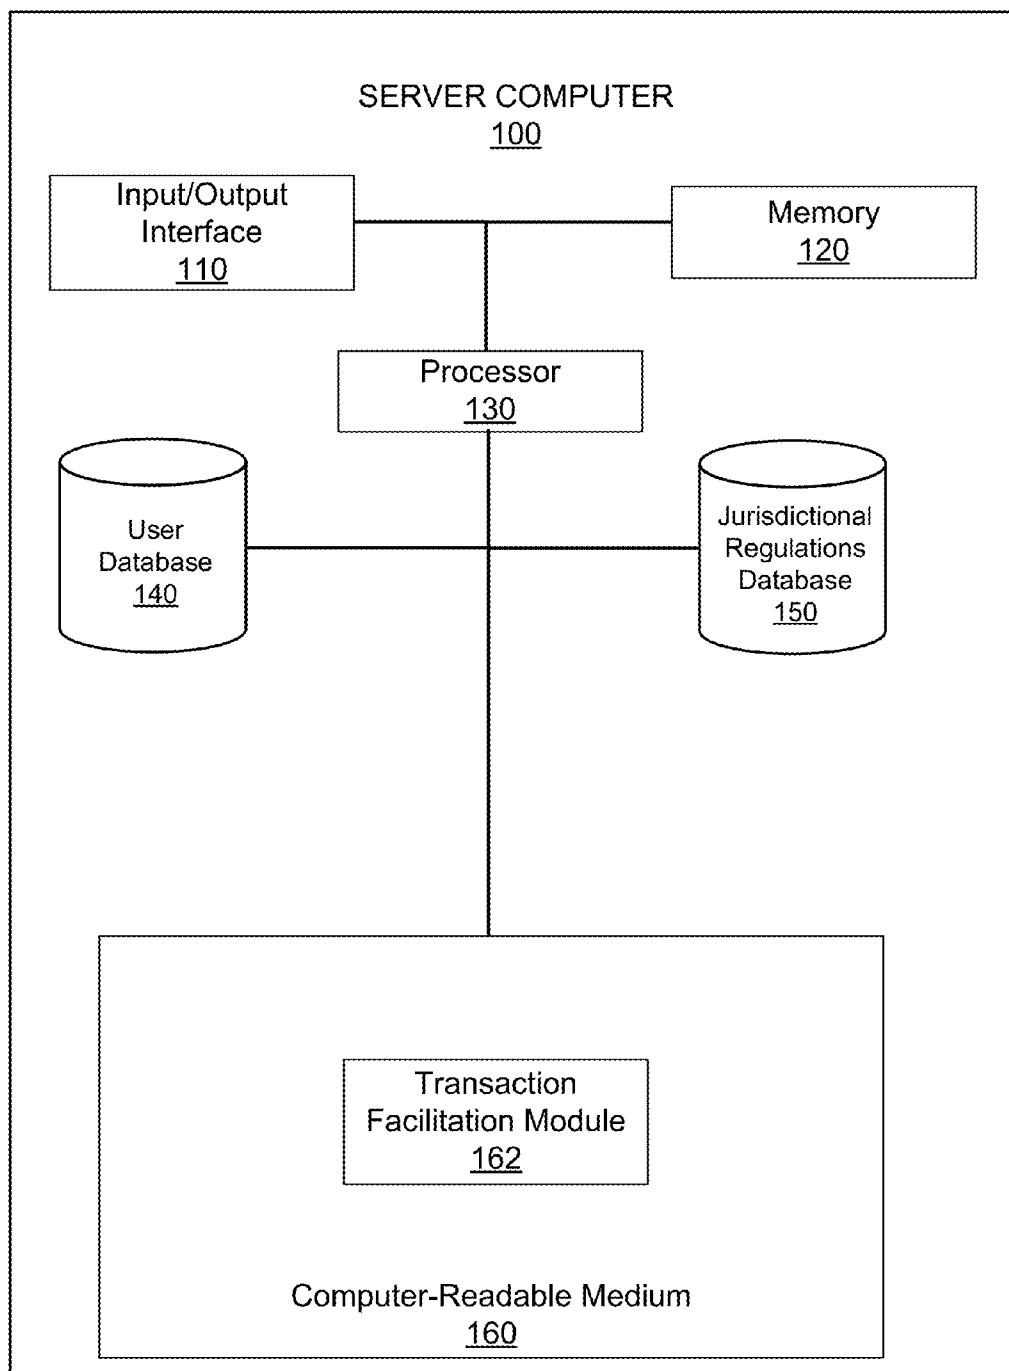 SERVER COMPUTER
100
Input/Output
Interface
110
Memory
120
Processor
130
User
Database
140
Jurisdictional
Regulations
Database
150
Transaction
Facilitation Module
162
Computer-Readable Medium
160